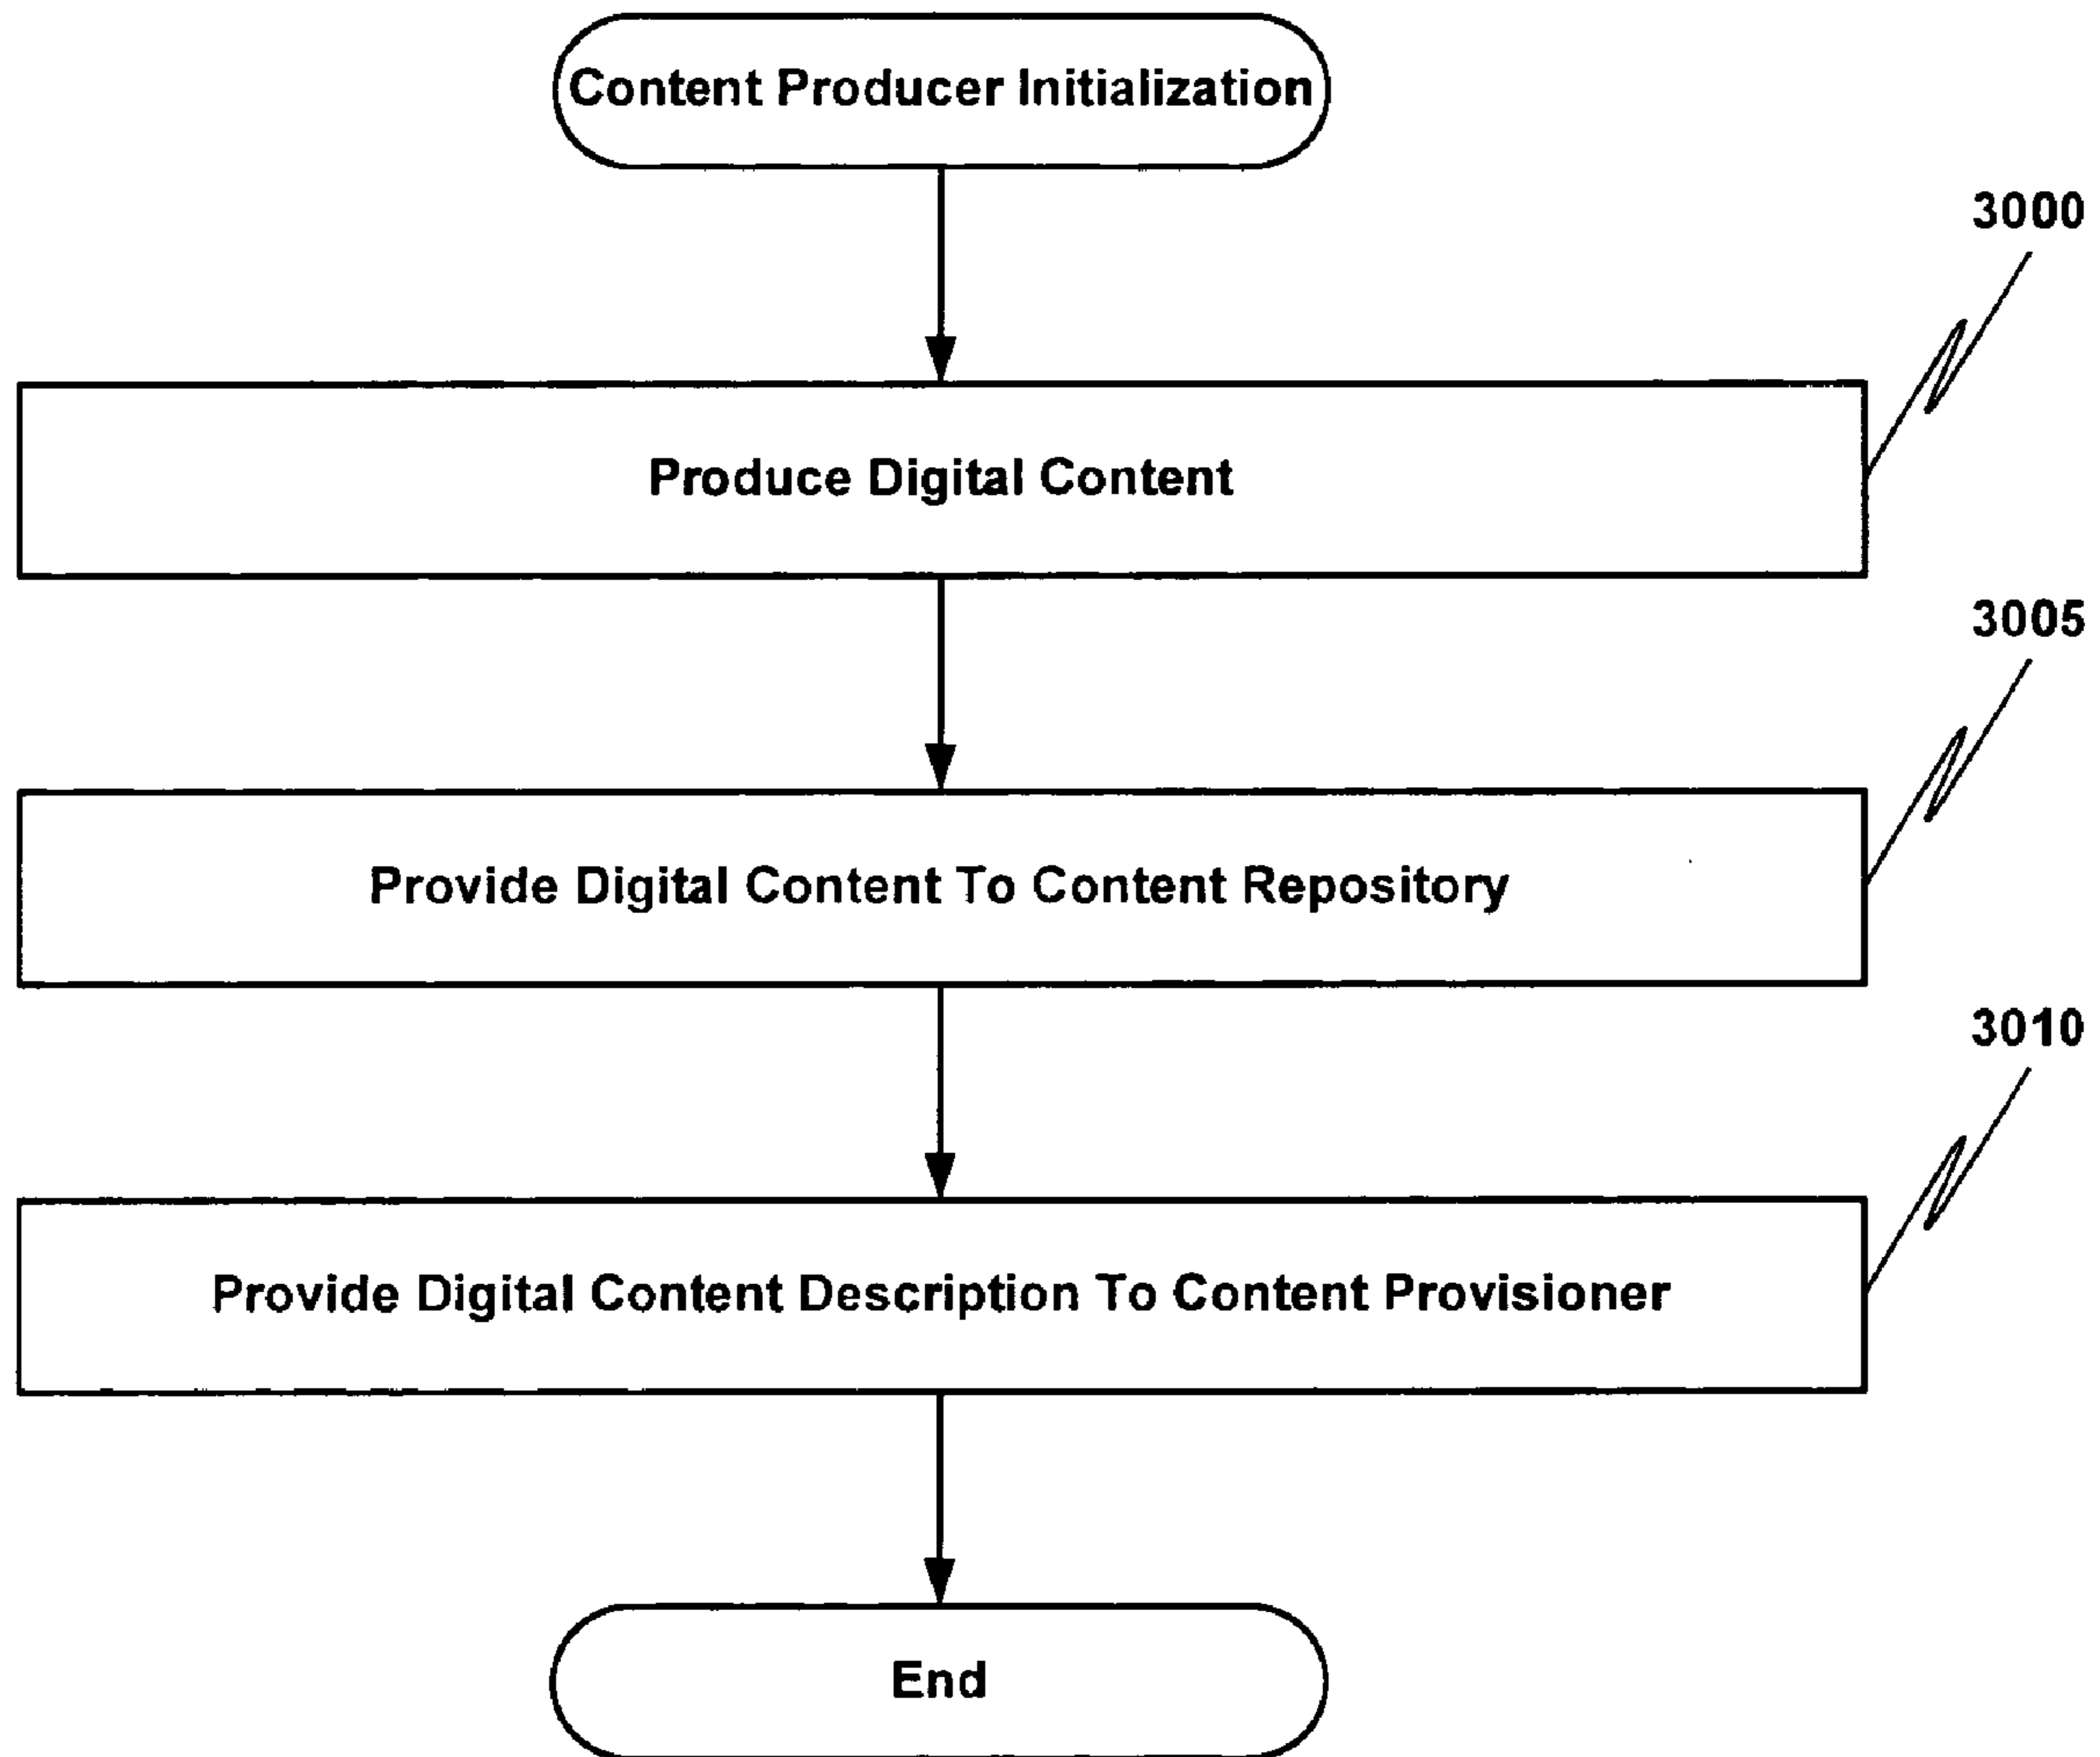 Content Producer Initialization
3000
Produce Digital Content
3005
Provide Digital Content To Content Repository
3010
Provide Digital Content Description To Content Provisioner
End